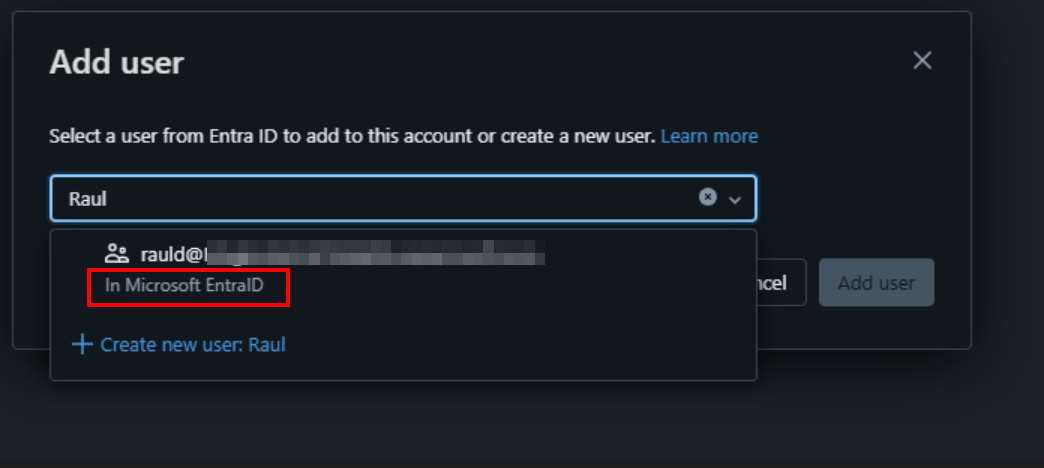 Add user
Select a user from Entra ID to add to this account or create a new user. Learn more
Raul
rauld@
In Microsoft EntraID
ncel Add user
Create new user: Raul